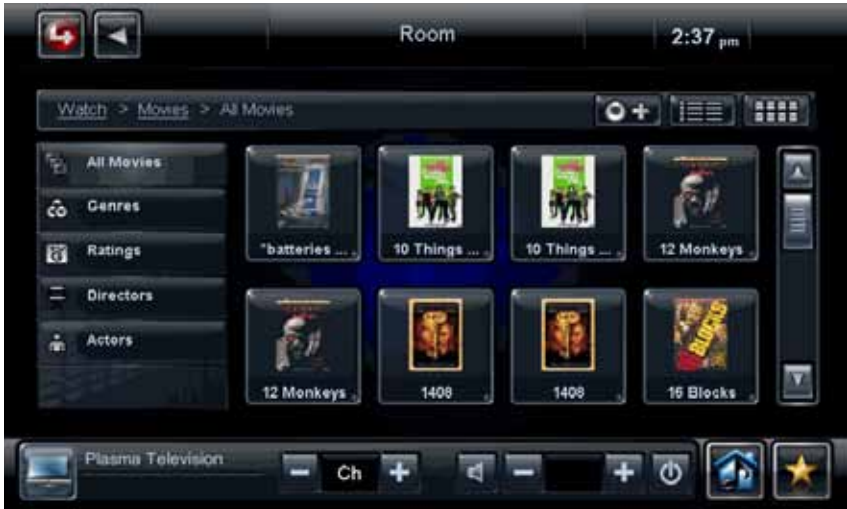 Room
2:37 pm
Watch > Movies > All Movies
All Movies
Genres
Ratings
Directors
Actors
"batteries ...
10 Things ...
10 Things ...
12 Monkeys
12 Monkeys
1408
1408
16 Blocks
BLOCKS
Plasma Television
Ch